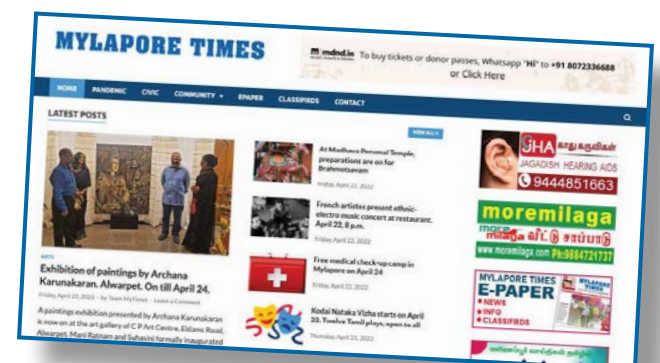 MYLAPORE TIMES
mdnd.in To buy tickets or donor passes, Whatsapp "Hi" to +91 8072336688
or Click Here
HOME PANDEMIC CIVIC COMMUNITY EPAPER CLASSIFIEDS CONTACT
LATEST POSTS
VIEW ALL
ARTS
Exhibition of paintings by Archana
Karunakaran. Alwarpet. On till April 24.
Friday, April 22, 2022 - by Team MyTimes - Leave a Comment
A paintings exhibition presented by Archana Karunakaran
is now on at the art gallery of C P Art Centre, Eldams Road,
Alwarpet. Mani Ratnam and Suhasini formally inaugurated
At Madhava Perumal Temple,
preparations are on for
Brahmotsavam
Friday, April 22, 2022
French artistes present ethnic-
electro music concert at restaurant.
April 22, 8 p.m.
Friday, April 22, 2022
Free medical check-up camp in
Mylapore on April 24
Friday, April 22, 2022
Kodai Nataka Vizha starts on April
22. Twelve Tamil plays, open to all
Thursday, April 21, 2022
JHA காது கருவிகள்
JAGADISH HEARING AIDS
9444851663
moremilaga
more milaga வீட்டு சாப்பாடு
www.moremilaga.com Ph:9884721737
MYLAPORE TIMES
E-PAPER
• NEWS
• INFO
• CLASSIFIEDS
MYLAPORE TIMES